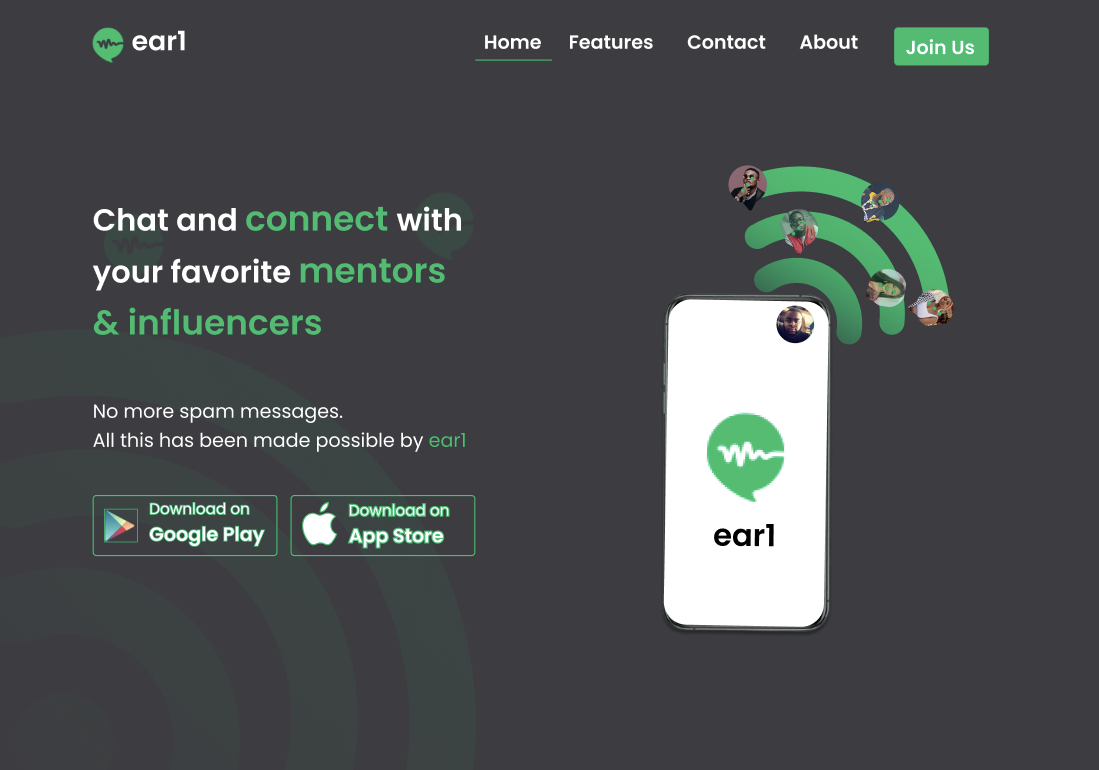 ear1
Home Features Contact About Join Us
Chat and connect with
your favorite mentors
& influencers
No more spam messages.
All this has been made possible by ear1
Download on
Google Play
Download on
App Store
ear1